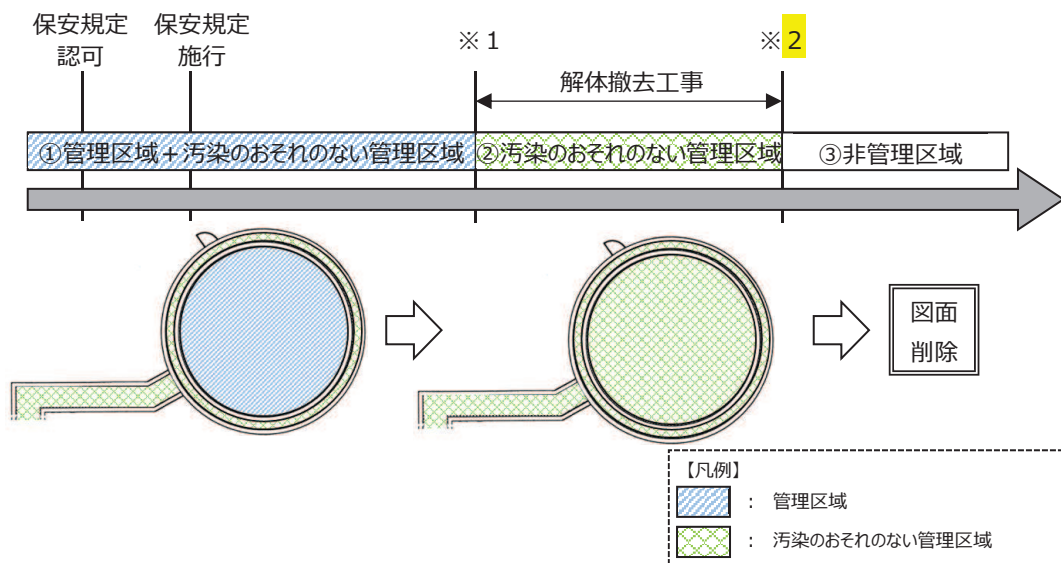 保安規定
認可
保安規定
施行
※1
※2
解体撤去工事
①管理区域+汚染のおそれのない管理区域
②汚染のおそれのない管理区域
③非管理区域
図面
削除
【凡例】
: 管理区域
: 汚染のおそれのない管理区域